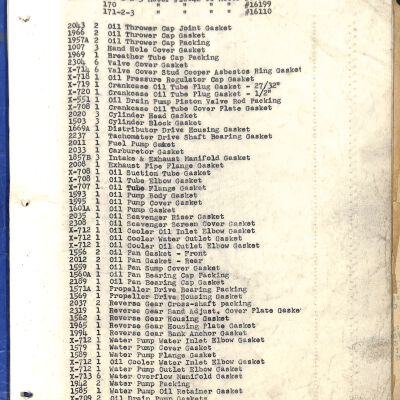 170 " " " #16199
171-2-3 " " " #16110
2043 2 Oil Thrower Cap Joint Gasket
1966 2 Oil Thrower Cap Gasket
1957A 2 Oil Thrower Cap Packing
1007 3 Hand Hole Cover Gasket
1969 1 Breather Tube Cap Packing
2304 6 Valve Cover Gasket
X-714 6 Valve Cover Stud Cooper Asbestos Ring Gasket
X-718 1 Oil Pressure Regulator Cap Gasket
X-719 1 Crankcase Oil Tube Plug Gasket - 27/32"
X-720 1 Crankcase Oil Tube Plug Gasket - 1/2"
X-551 1 Oil Drain Pump Piston Valve Rod Packing
X-708 1 Crankcase Oil Tube Cover Plate Gasket
2020 3 Cylinder Head Gasket
1503 3 Cylinder Block Gasket
1669A 1 Distributor Drive Housing Gasket
2237 1 Tachometer Drive Shaft Bearing Gasket
2011 1 Fuel Pump Gasket
2033 1 Carburetor Gasket
1857B 3 Intake & Exhaust Manifold Gasket
2008 1 Exhaust Pipe Flange Gasket
X-708 1 Oil Suction Tube Gasket
X-708 1 Oil Tube Elbow Gasket
X-707 1 Oil Tube Flange Gasket
1593 1 Oil Pump Body Gasket
1595 1 Oil Pump Cover Gasket
1601A 1 Oil Pump Gasket
2035 1 Oil Scavenger Riser Gasket
2308 1 Oil Scavenger Screen Cover Gasket
X-712 1 Oil Cooler Oil Inlet Elbow Gasket
X-712 1 Oil Cooler Water Outlet Gasket
X-712 1 Oil Cooler Oil Outlet Elbow Gasket
1556 2 Oil Pan Gasket - Front
2012 2 Oil Pan Gasket - Rear
1559 1 Oil Pan Sump Cover Gasket
1560A 1 Oil Pan Bearing Cap Packing
2189 1 Oil Pan Bearing Cap Gasket
1571A 1 Propeller Drive Bearing Packing
1569 1 Propeller Drive Housing Gasket
2037 2 Reverse Gear Cross-shaft Packing
2319 1 Reverse Gear Band Adjust. Cover Plate Gasket
1562 1 Reverse Gear Housing Gasket
1965 1 Reverse Gear Housing Plate Gasket
1994 1 Reverse Gear Bank Anchor Gasket
X-712 1 Water Pump Water Inlet Elbow Gasket
1579 1 Water Pump Cover Gasket
1589 1 Water Pump Flange Gasket
X-712 1 Oil Cooler Water Inlet Elbow Gasket
X-712 1 Water Pump Outlet Elbow Gasket
X-713 6 Water Overflow Manifold Gasket
1942 2 Water Pump Packing
1585 1 Water Pump Oil Retainer Gasket
X-709 2 Oil Drain Pump Gaskets